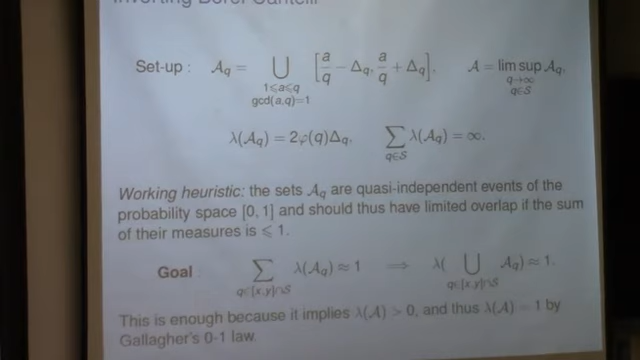 Inverting Borel-Cantelli
Set-up : 𝒜_q = ⋃_{1⩽a⩽q, gcd(a,q)=1} [a/q − Δ_q, a/q + Δ_q], 𝒜 = lim sup_{q→∞, q∈𝒮} 𝒜_q,
λ(𝒜_q) = 2φ(q)Δ_q, ∑_{q∈𝒮} λ(𝒜_q) = ∞.
Working heuristic: the sets 𝒜_q are quasi-independent events of the
probability space [0, 1] and should thus have limited overlap if the sum
of their measures is ⩽ 1.
Goal ∑_{q∈[x,y]∩𝒮} λ(𝒜_q) ≈ 1 ⟹ λ( ⋃_{q∈[x,y]∩𝒮} 𝒜_q) ≈ 1.
This is enough because it implies λ(𝒜) > 0, and thus λ(𝒜) = 1 by
Gallagher's 0-1 law.